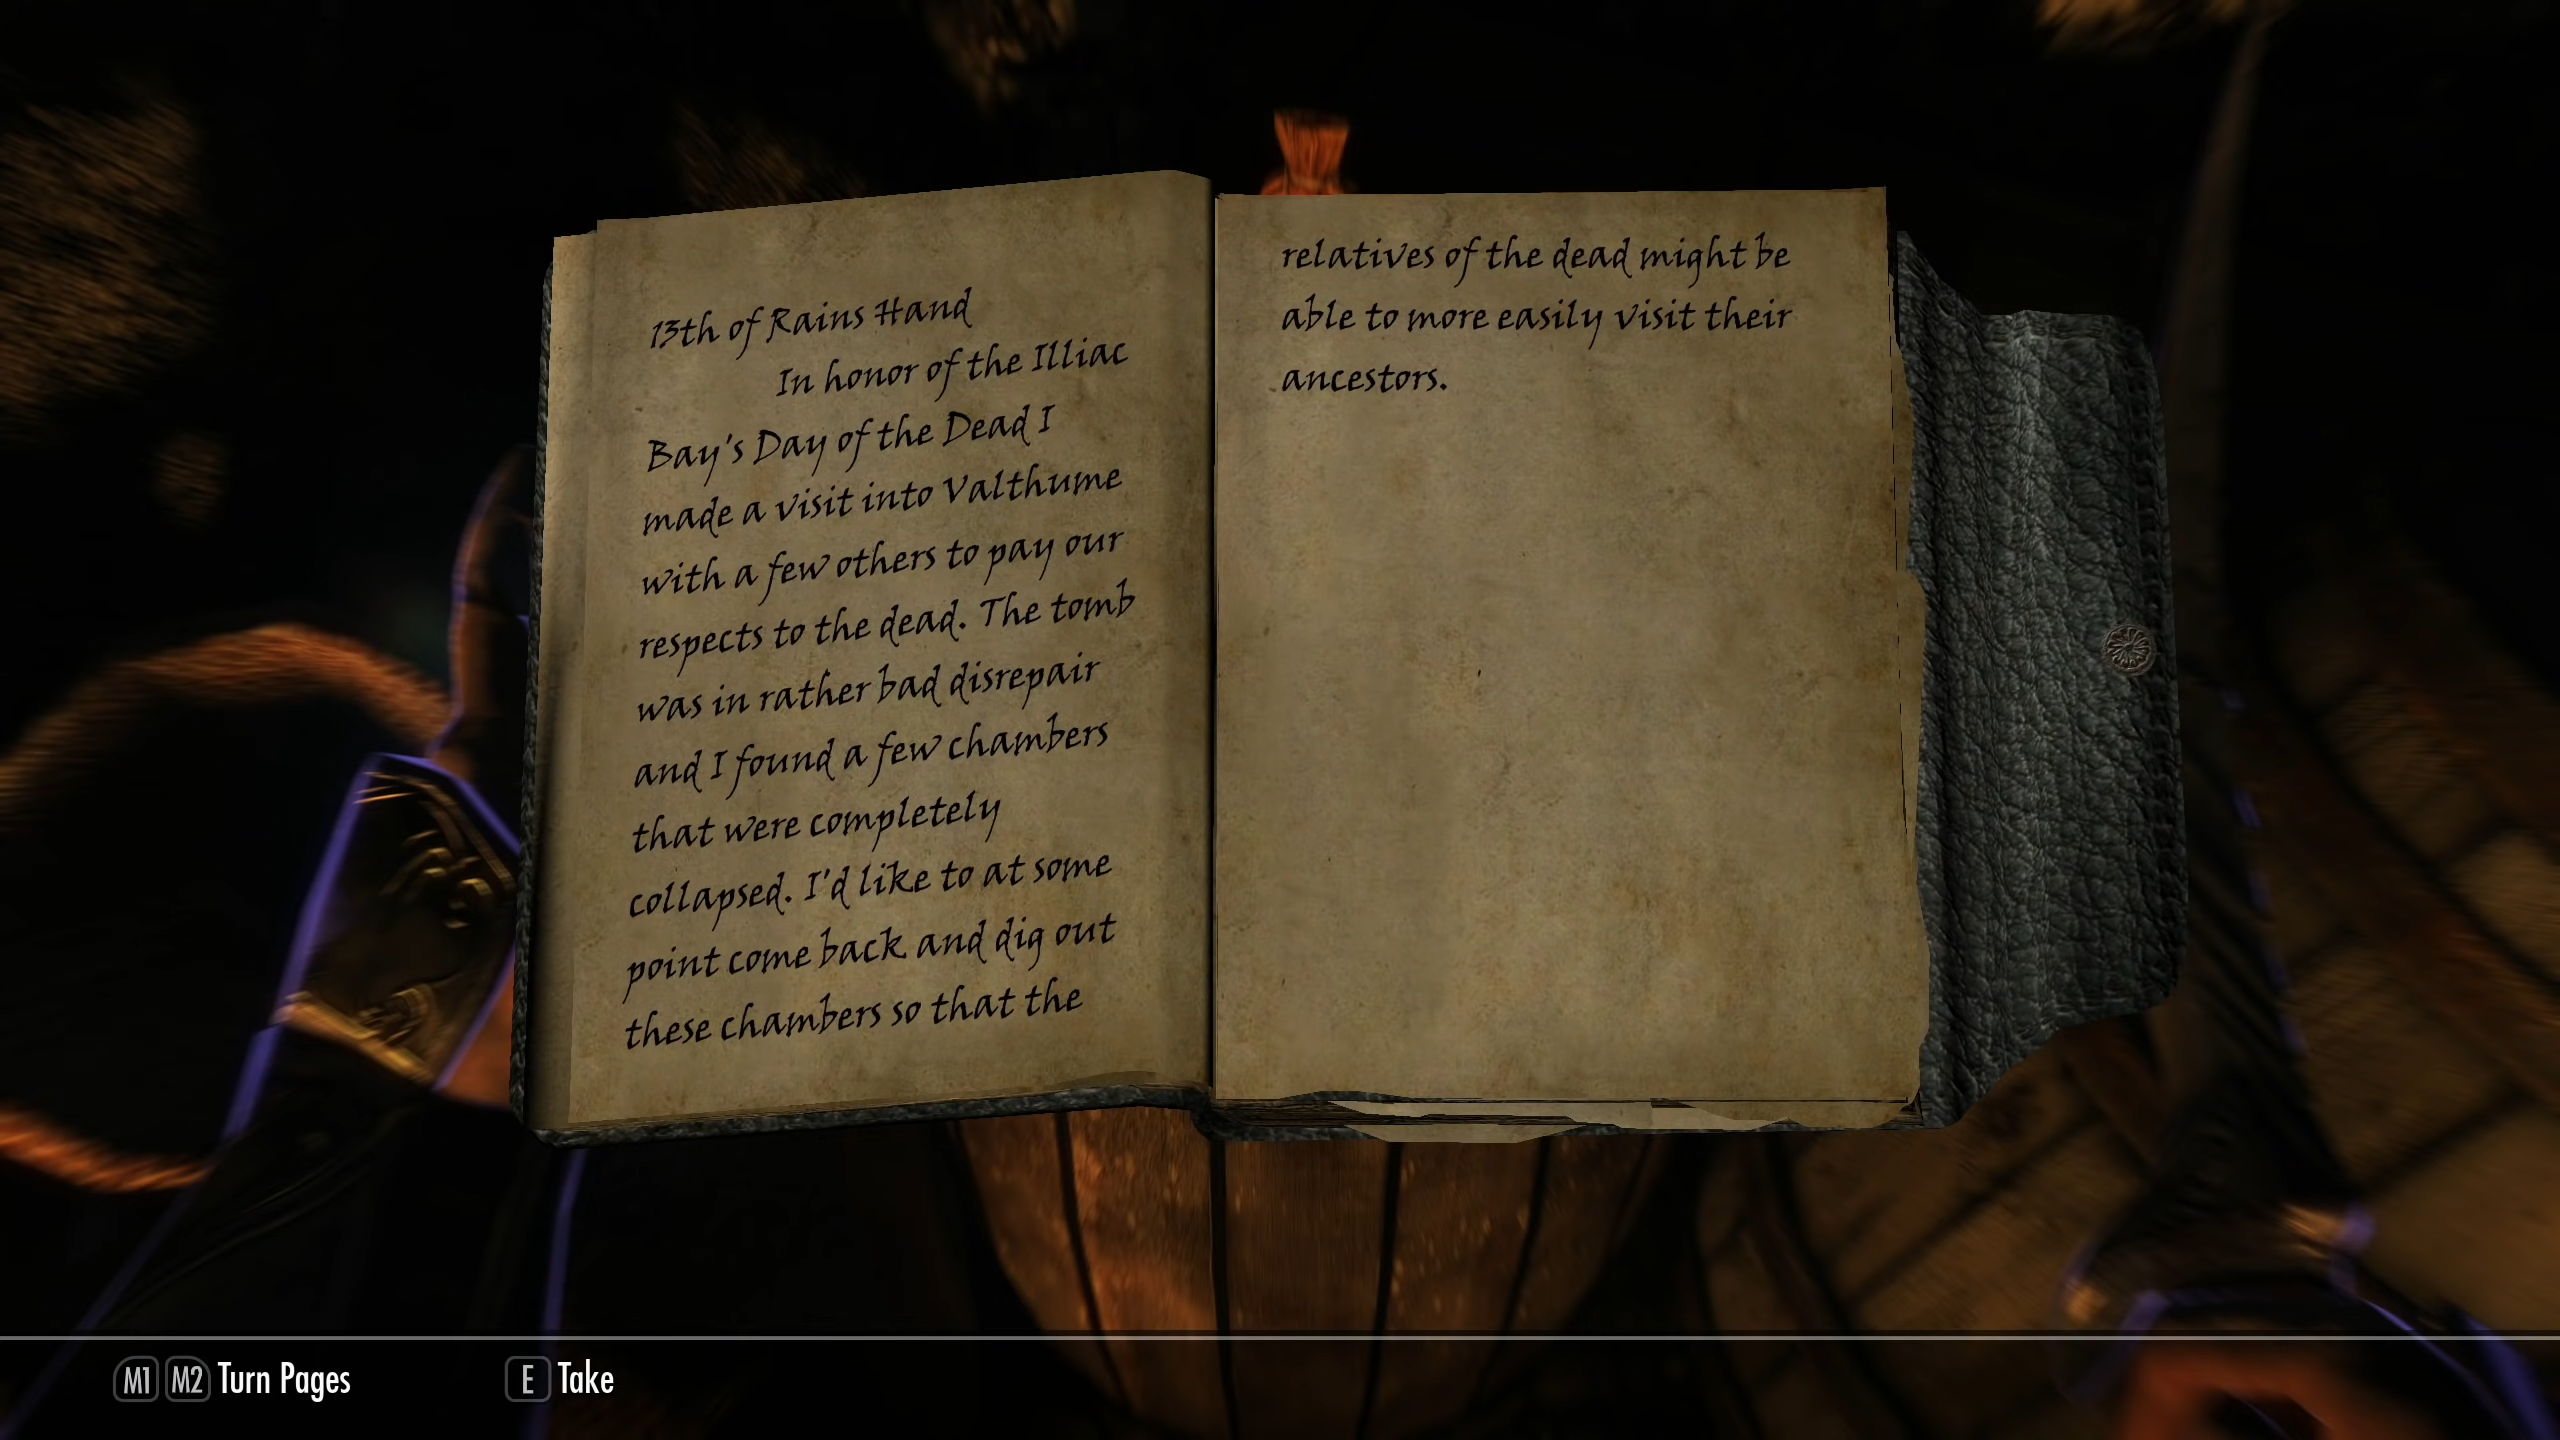 13th of Rains Hand
In honor of the Illiac
Bay's Day of the Dead I
made a visit into Valthume
with a few others to pay our
respects to the dead. The tomb
was in rather bad disrepair
and I found a few chambers
that were completely
collapsed. I'd like to at some
point come back and dig out
these chambers so that the
relatives of the dead might be
able to more easily visit their
ancestors.
M1 M2 Turn Pages
E Take